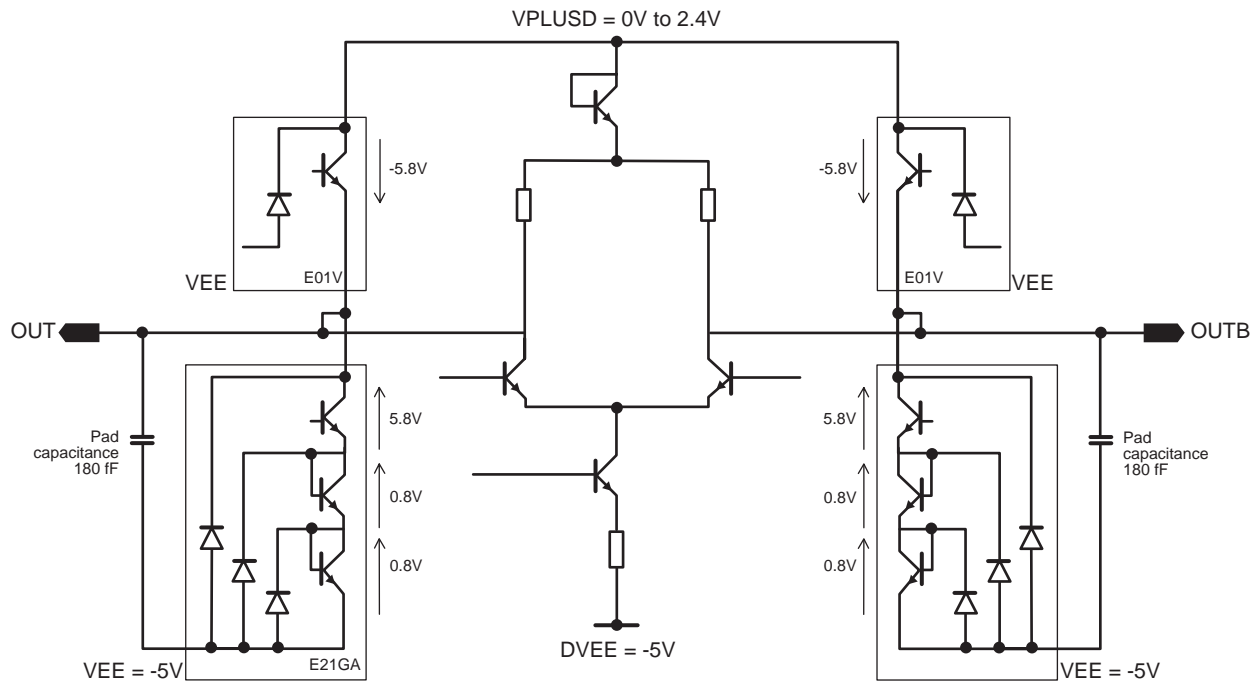 VPLUSD = 0V to 2.4V
-5.8V
-5.8V
E01V
E01V
VEE
VEE
OUT
OUTB
5.8V
5.8V
Pad
capacitance
180 fF
Pad
capacitance
180 fF
0.8V
0.8V
0.8V
0.8V
DVEE = -5V
E21GA
VEE = -5V
VEE = -5V